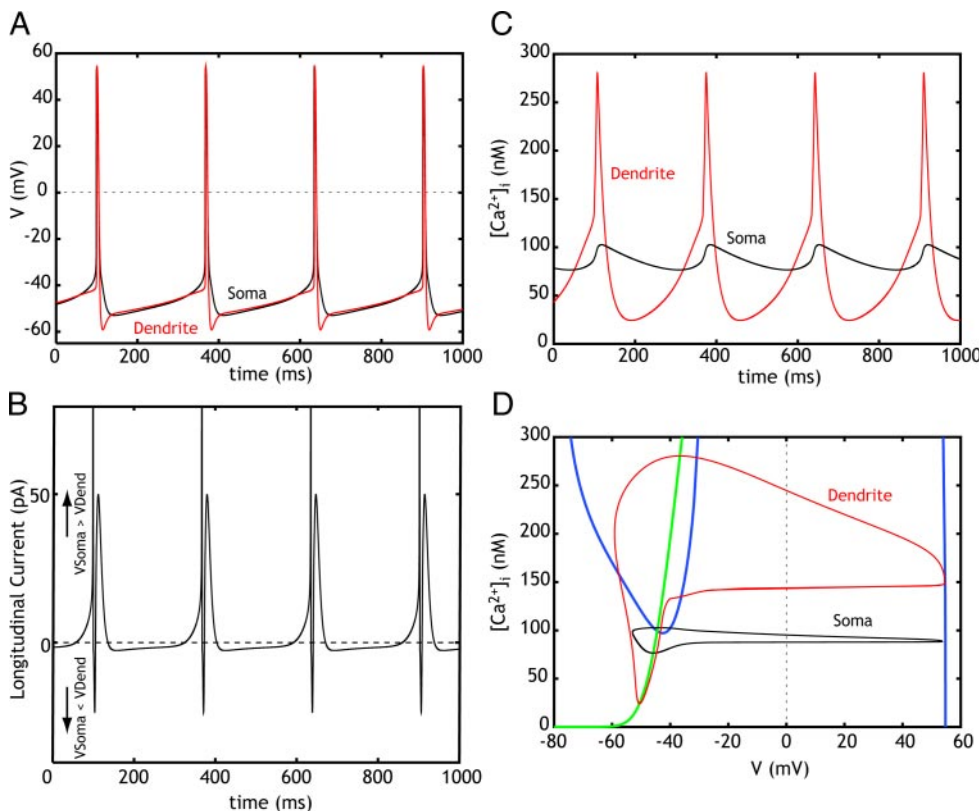 A
V (mV)
60
40
20
0
-20
-40
-60
Soma
Dendrite
0 200 400 600 800 1000
time (ms)
B
Longitudinal Current (pA)
VSoma > VDend
VSoma < VDend
50
0
0 200 400 600 800 1000
time (ms)
C
[Ca²⁺]i (nM)
300
250
200
150
100
50
0
Dendrite
Soma
0 200 400 600 800 1000
time (ms)
D
[Ca²⁺]i (nM)
300
250
200
150
100
50
0
Dendrite
Soma
-80 -60 -40 -20 0 20 40 60
V (mV)